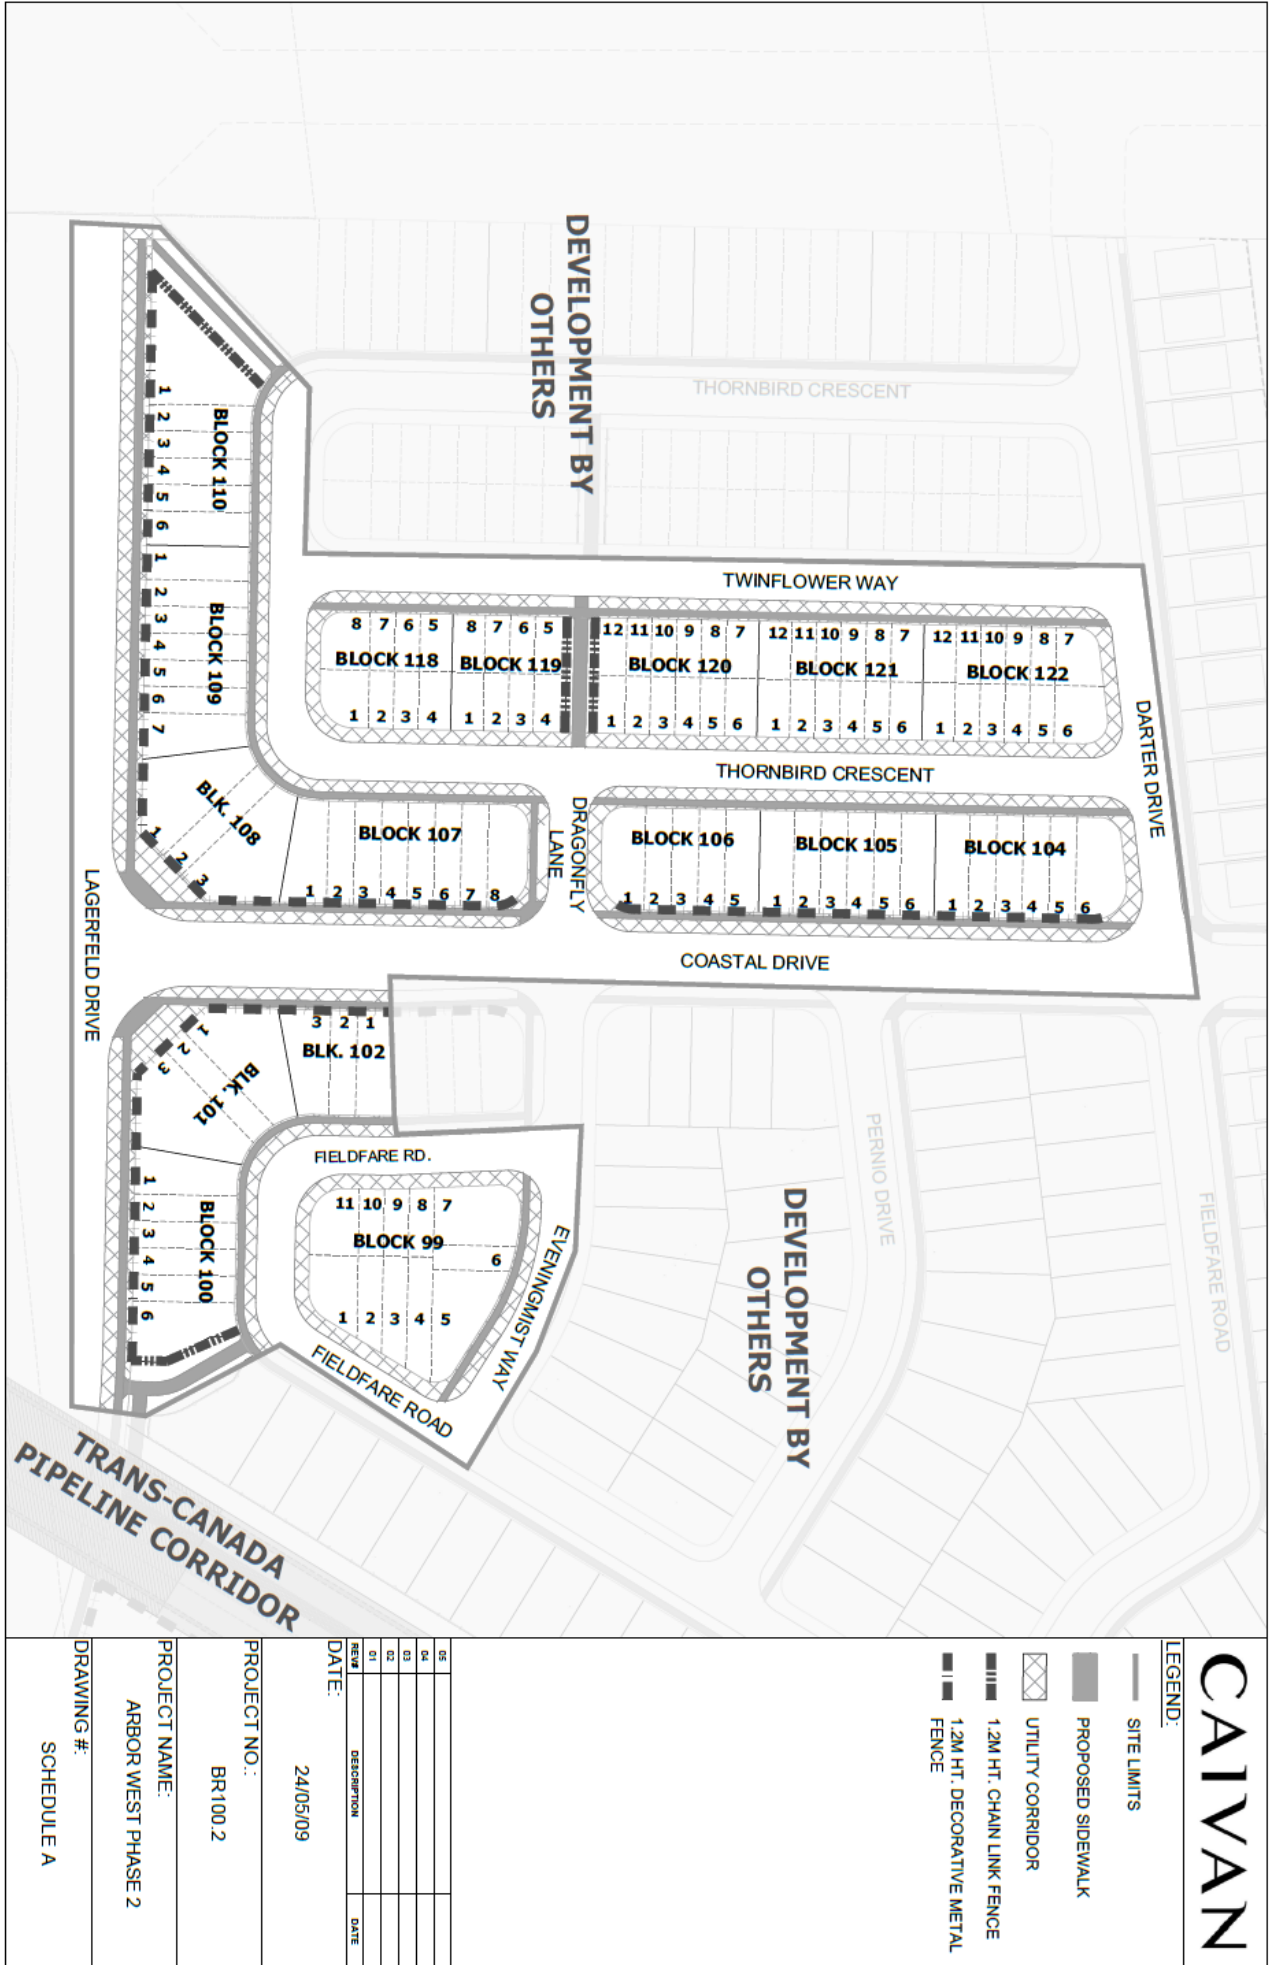 CAIVAN
LEGEND:
SITE LIMITS
PROPOSED SIDEWALK
UTILITY CORRIDOR
1.2M HT. CHAIN LINK FENCE
1.2M HT. DECORATIVE METAL
FENCE
05
04
03
02
01
REV# DESCRIPTION DATE
DATE:
24/05/09
PROJECT NO.:
BR100.2
PROJECT NAME:
ARBOR WEST PHASE 2
DRAWING #:
SCHEDULE A
DEVELOPMENT BY
OTHERS
THORNBIRD CRESCENT
TWINFLOWER WAY
8 7 6 5 8 7 6 5 12 11 10 9 8 7 12 11 10 9 8 7 12 11 10 9 8 7
BLOCK 118 BLOCK 119 BLOCK 120 BLOCK 121 BLOCK 122
1 2 3 4 1 2 3 4 1 2 3 4 5 6 1 2 3 4 5 6 1 2 3 4 5 6
DARTER DRIVE
THORNBIRD CRESCENT
DRAGONFLY
LANE
BLOCK 107 BLOCK 106 BLOCK 105 BLOCK 104
1 2 3 4 5 6 7 8 1 2 3 4 5 1 2 3 4 5 6 1 2 3 4 5 6
COASTAL DRIVE
BLOCK 110
1 2 3 4 5 6
BLOCK 109
1 2 3 4 5 6 7
BLK. 108
1 2 3
LAGERFELD DRIVE
3 2 1
BLK. 102
BLK. 101
1 2 3
BLOCK 100
1 2 3 4 5 6
FIELDFARE RD.
11 10 9 8 7
BLOCK 99
6
1 2 3 4 5
EVENINGMIST WAY
FIELDFARE ROAD
PERNIO DRIVE
FIELDFARE ROAD
DEVELOPMENT BY
OTHERS
TRANS-CANADA
PIPELINE CORRIDOR